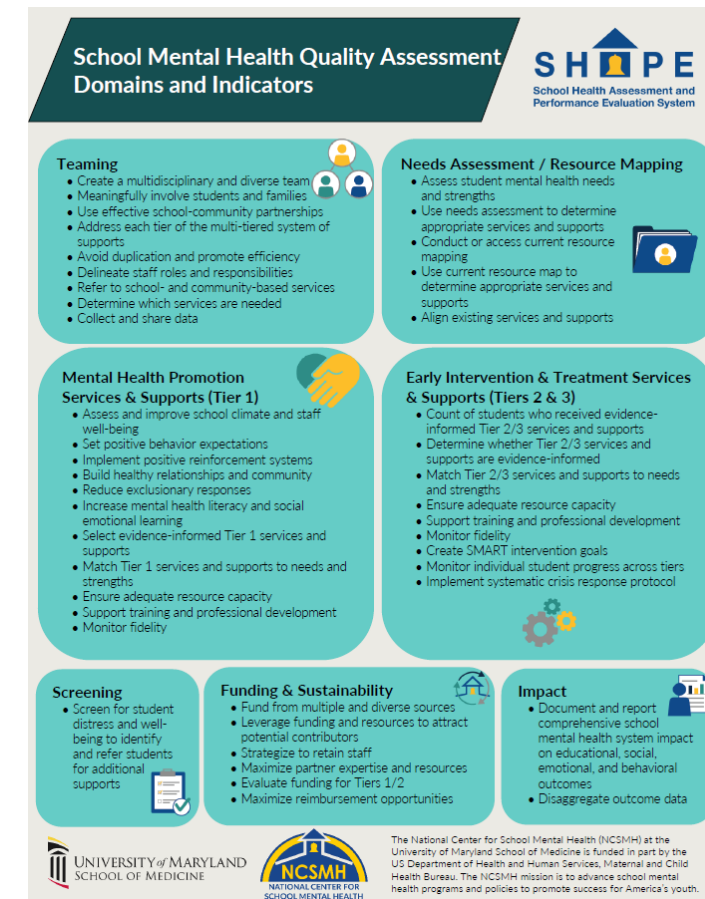 School Mental Health Quality Assessment
Domains and Indicators
SHAPE
School Health Assessment and
Performance Evaluation System
Teaming
• Create a multidisciplinary and diverse team
• Meaningfully involve students and families
• Use effective school-community partnerships
• Address each tier of the multi-tiered system of
supports
• Avoid duplication and promote efficiency
• Delineate staff roles and responsibilities
• Refer to school- and community-based services
• Determine which services are needed
• Collect and share data
Needs Assessment / Resource Mapping
• Assess student mental health needs
and strengths
• Use needs assessment to determine
appropriate services and supports
• Conduct or access current resource
mapping
• Use current resource map to
determine appropriate services and
supports
• Align existing services and supports
Mental Health Promotion
Services & Supports (Tier 1)
• Assess and improve school climate and staff
well-being
• Set positive behavior expectations
• Implement positive reinforcement systems
• Build healthy relationships and community
• Reduce exclusionary responses
• Increase mental health literacy and social
emotional learning
• Select evidence-informed Tier 1 services and
supports
• Match Tier 1 services and supports to needs and
strengths
• Ensure adequate resource capacity
• Support training and professional development
• Monitor fidelity
Early Intervention & Treatment Services
& Supports (Tiers 2 & 3)
• Count of students who received evidence-
informed Tier 2/3 services and supports
• Determine whether Tier 2/3 services and
supports are evidence-informed
• Match Tier 2/3 services and supports to needs
and strengths
• Ensure adequate resource capacity
• Support training and professional development
• Monitor fidelity
• Create SMART intervention goals
• Monitor individual student progress across tiers
• Implement systematic crisis response protocol
Screening
• Screen for student
distress and well-
being to identify
and refer students
for additional
supports
Funding & Sustainability
• Fund from multiple and diverse sources
• Leverage funding and resources to attract
potential contributors
• Strategize to retain staff
• Maximize partner expertise and resources
• Evaluate funding for Tiers 1/2
• Maximize reimbursement opportunities
Impact
• Document and report
comprehensive school
mental health system impact
on educational, social,
emotional, and behavioral
outcomes
• Disaggregate outcome data
UNIVERSITY of MARYLAND
SCHOOL OF MEDICINE
NCSMH
NATIONAL CENTER FOR
SCHOOL MENTAL HEALTH
The National Center for School Mental Health (NCSMH) at the
University of Maryland School of Medicine is funded in part by the
US Department of Health and Human Services, Maternal and Child
Health Bureau. The NCSMH mission is to advance school mental
health programs and policies to promote success for America's youth.